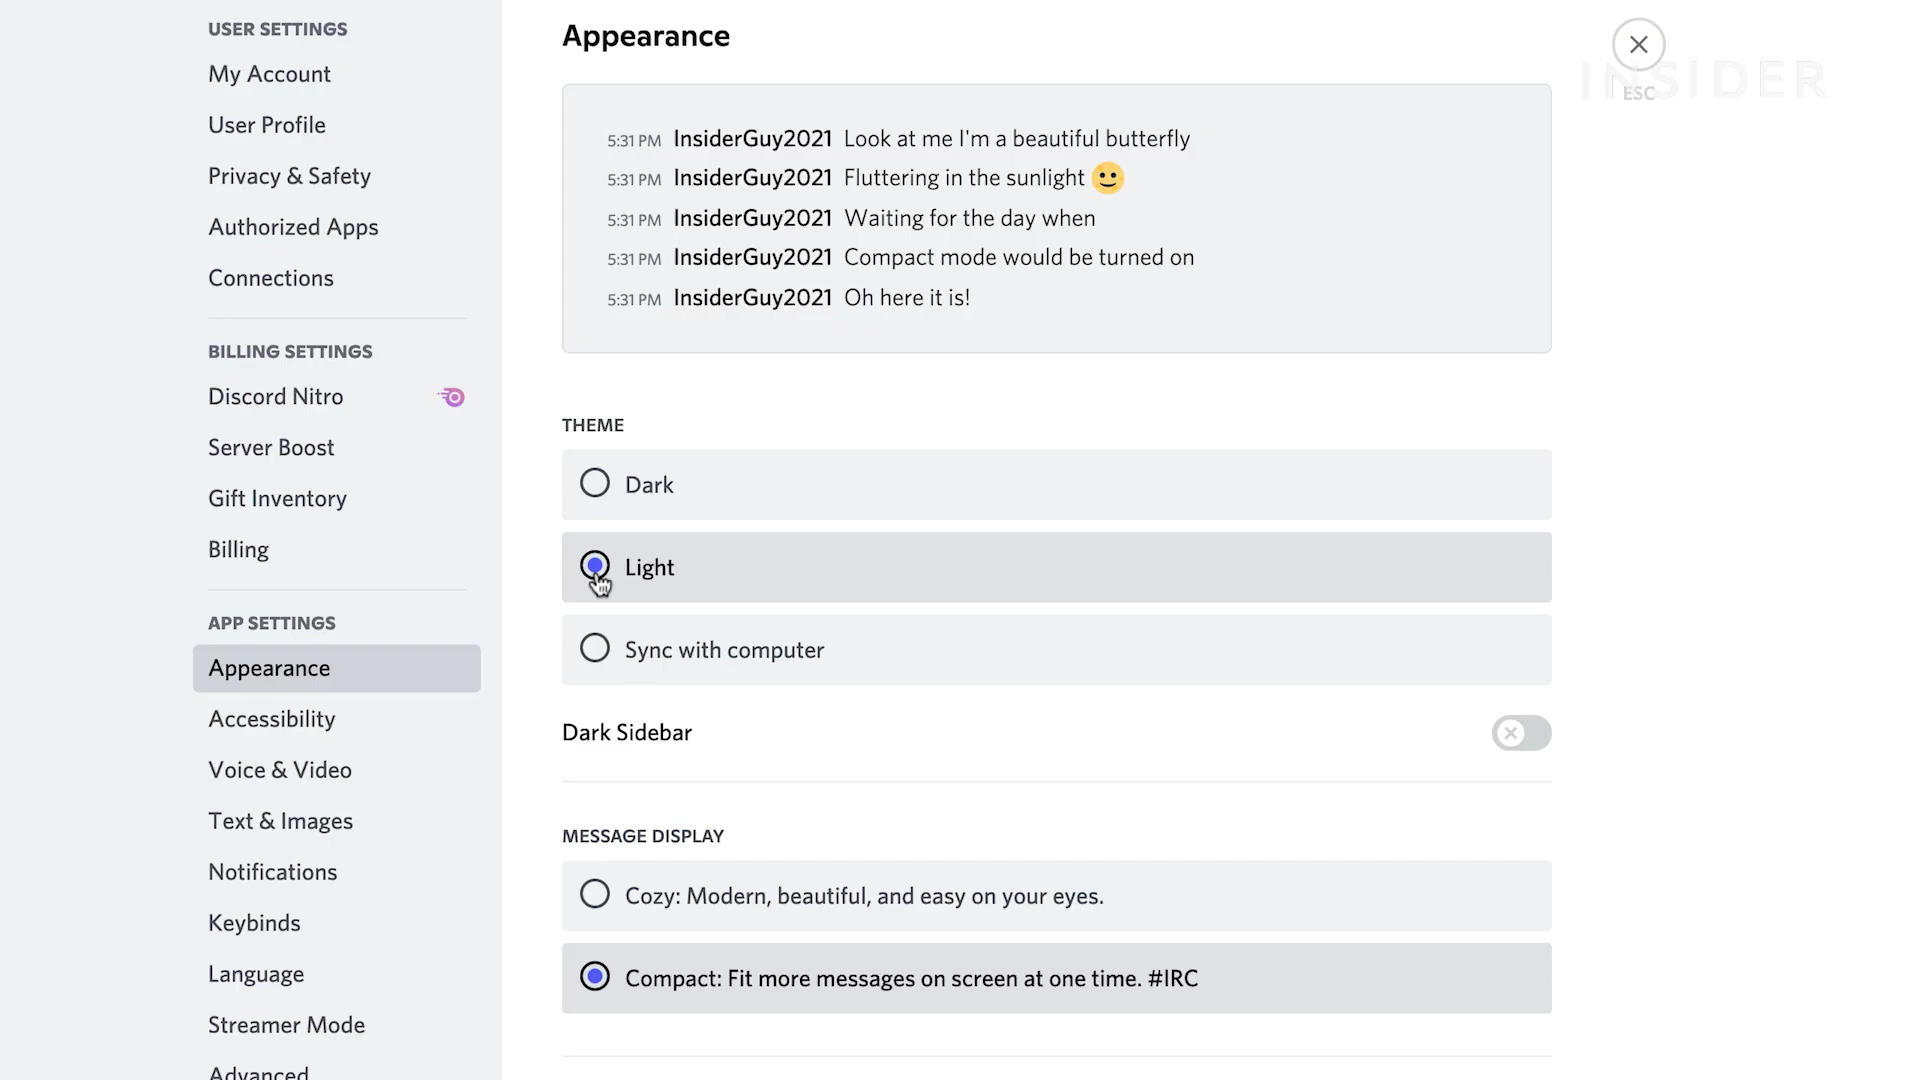 USER SETTINGS
My Account
User Profile
Privacy & Safety
Authorized Apps
Connections
BILLING SETTINGS
Discord Nitro
Server Boost
Gift Inventory
Billing
APP SETTINGS
Appearance
Accessibility
Voice & Video
Text & Images
Notifications
Keybinds
Language
Streamer Mode
Advanced
Appearance
5:31 PM InsiderGuy2021 Look at me I'm a beautiful butterfly
5:31 PM InsiderGuy2021 Fluttering in the sunlight
5:31 PM InsiderGuy2021 Waiting for the day when
5:31 PM InsiderGuy2021 Compact mode would be turned on
5:31 PM InsiderGuy2021 Oh here it is!
THEME
Dark
Light
Sync with computer
Dark Sidebar
MESSAGE DISPLAY
Cozy: Modern, beautiful, and easy on your eyes.
Compact: Fit more messages on screen at one time. #IRC
INSIDER
ESC